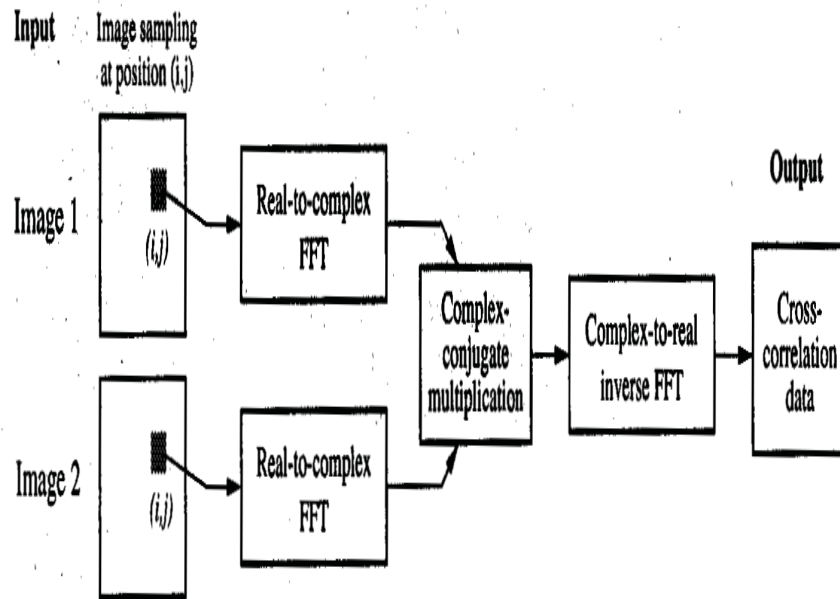 Input
Image sampling
at position (i,j)
Image 1
(i,j)
Real-to-complex
FFT
Image 2
(i,j)
Real-to-complex
FFT
Complex-
conjugate
multiplication
Complex-to-real
inverse FFT
Output
Cross-
correlation
data